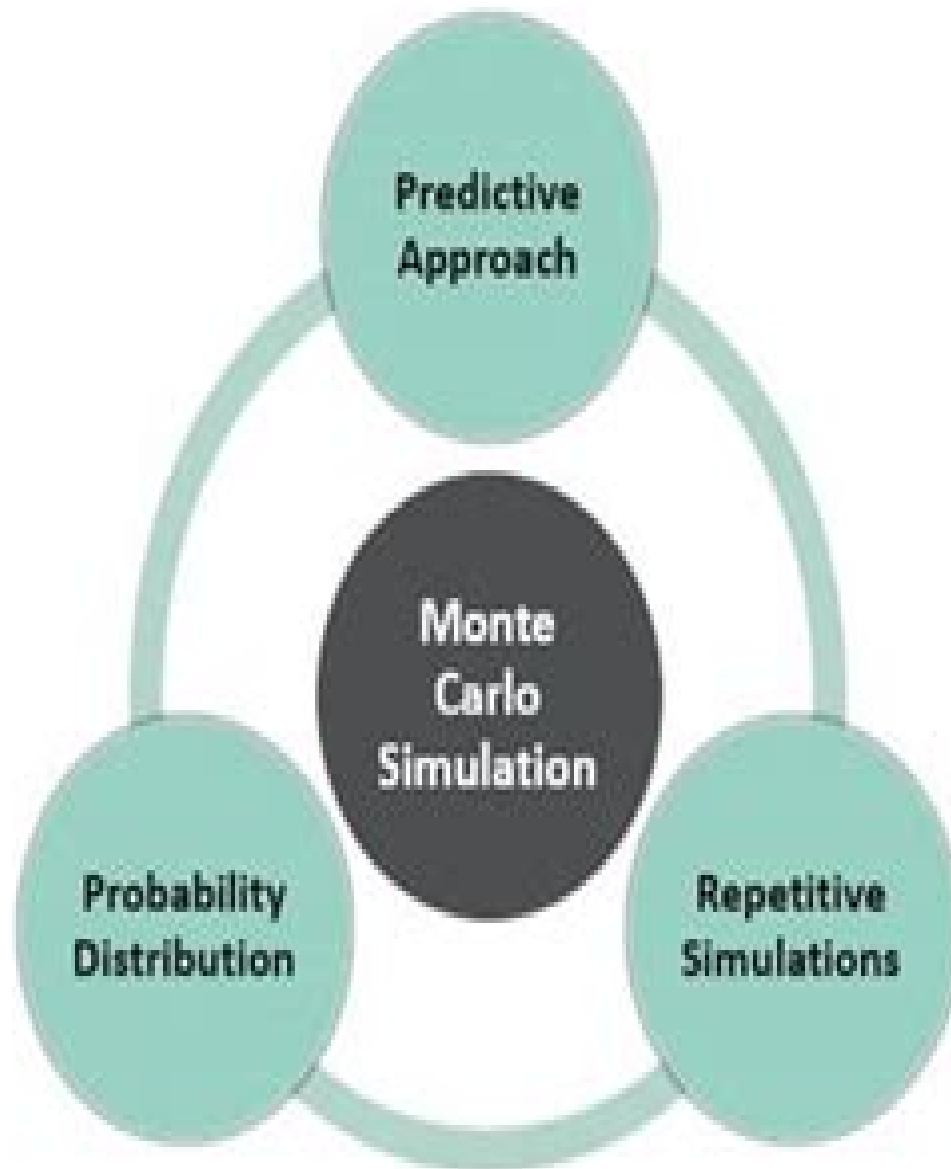 Predictive
Approach
Monte
Carlo
Simulation
Probability
Distribution
Repetitive
Simulations